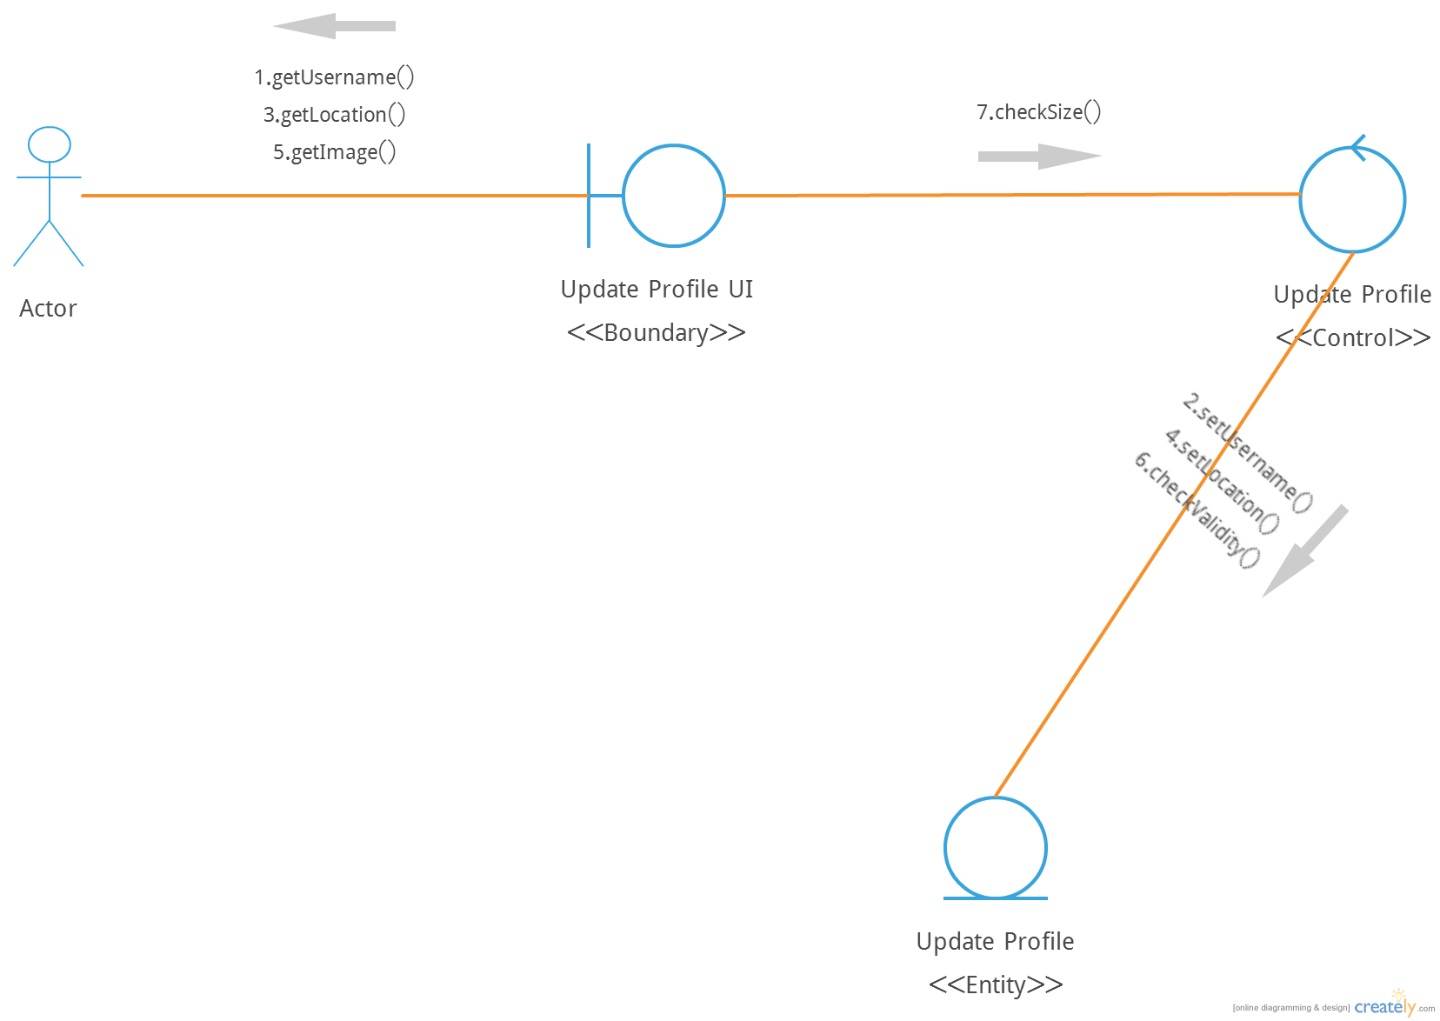 1.getUsername()
3.getLocation()
5.getImage()
7.checkSize()
Actor
Update Profile UI
<<Boundary>>
Update Profile
<<Control>>
2.setUsername()
4.setLocation()
6.checkValidity()
Update Profile
<<Entity>>
[online diagramming & design] creately.com